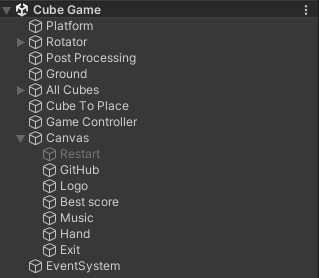 Cube Game
Platform
Rotator
Post Processing
Ground
All Cubes
Cube To Place
Game Controller
Canvas
Restart
GitHub
Logo
Best score
Music
Hand
Exit
EventSystem